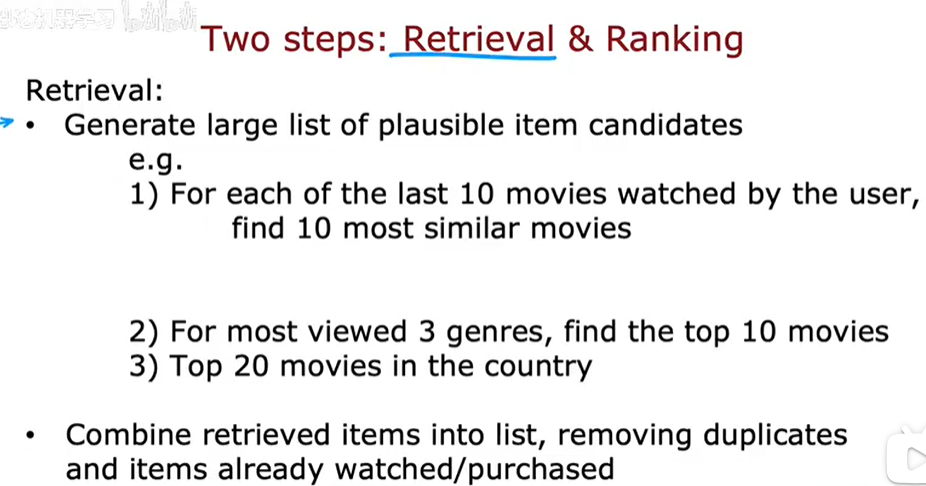 Two steps: Retrieval & Ranking
Retrieval:
• Generate large list of plausible item candidates
e.g.
1) For each of the last 10 movies watched by the user,
find 10 most similar movies
2) For most viewed 3 genres, find the top 10 movies
3) Top 20 movies in the country
• Combine retrieved items into list, removing duplicates
and items already watched/purchased